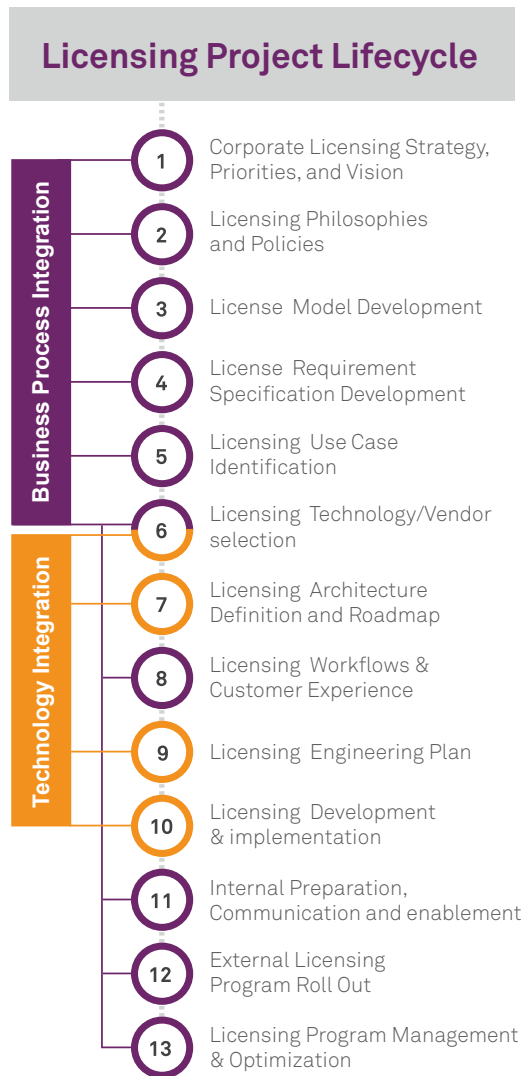 Licensing Project Lifecycle
Business Process Integration
1
Corporate Licensing Strategy,
Priorities, and Vision
2
Licensing Philosophies
and Policies
3
License Model Development
4
License Requirement
Specification Development
5
Licensing Use Case
Identification
6
Licensing Technology/Vendor
selection
Technology Integration
7
Licensing Architecture
Definition and Roadmap
8
Licensing Workflows &
Customer Experience
9
Licensing Engineering Plan
10
Licensing Development
& implementation
11
Internal Preparation,
Communication and enablement
12
External Licensing
Program Roll Out
13
Licensing Program Management
& Optimization